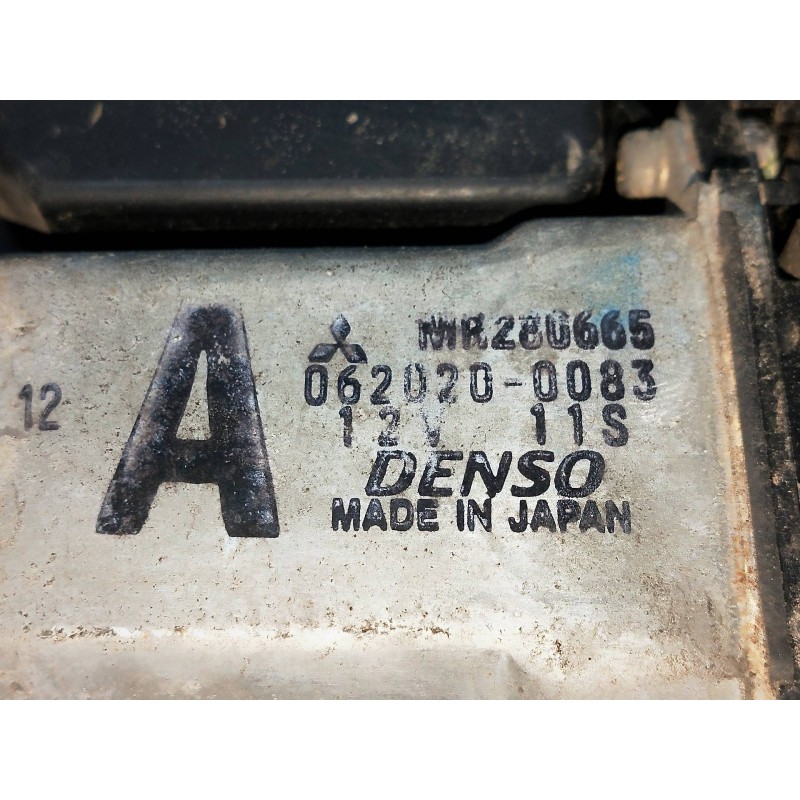 12
A
MR280665
062020-0083
12V 11S
DENSO
MADE IN JAPAN